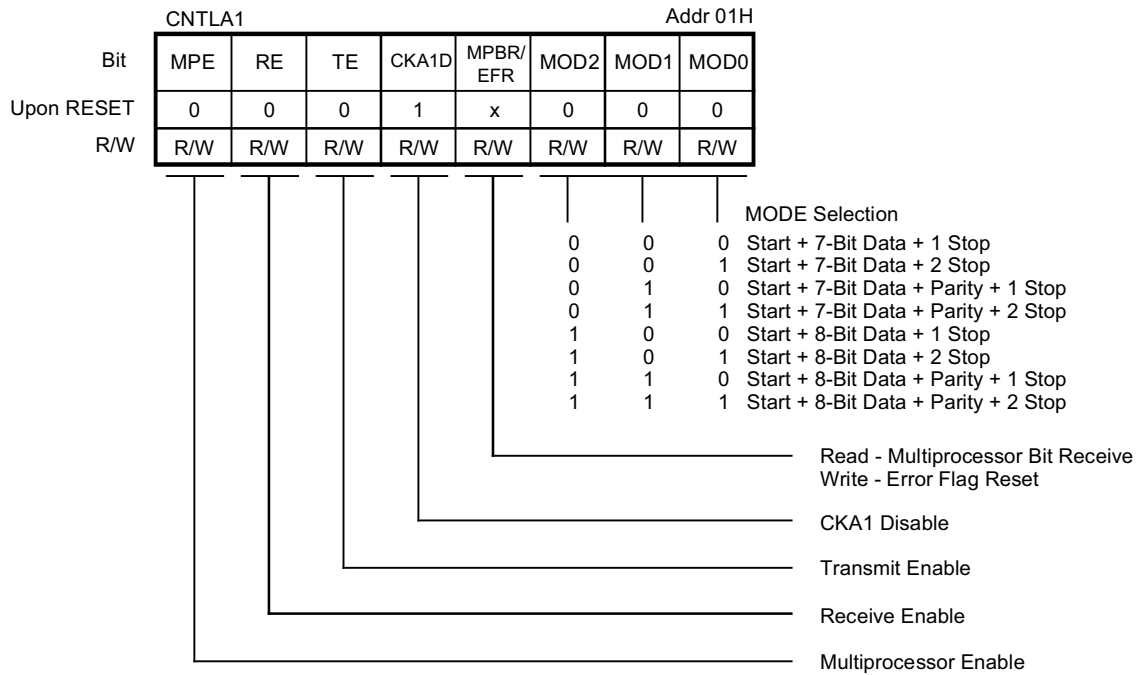 CNTLA1 Addr 01H
Bit MPE RE TE CKA1D MPBR/ EFR MOD2 MOD1 MOD0
Upon RESET 0 0 0 1 x 0 0 0
R/W R/W R/W R/W R/W R/W R/W R/W R/W
MODE Selection
0 0 0 Start + 7-Bit Data + 1 Stop
0 0 1 Start + 7-Bit Data + 2 Stop
0 1 0 Start + 7-Bit Data + Parity + 1 Stop
0 1 1 Start + 7-Bit Data + Parity + 2 Stop
1 0 0 Start + 8-Bit Data + 1 Stop
1 0 1 Start + 8-Bit Data + 2 Stop
1 1 0 Start + 8-Bit Data + Parity + 1 Stop
1 1 1 Start + 8-Bit Data + Parity + 2 Stop
Read - Multiprocessor Bit Receive
Write - Error Flag Reset
CKA1 Disable
Transmit Enable
Receive Enable
Multiprocessor Enable